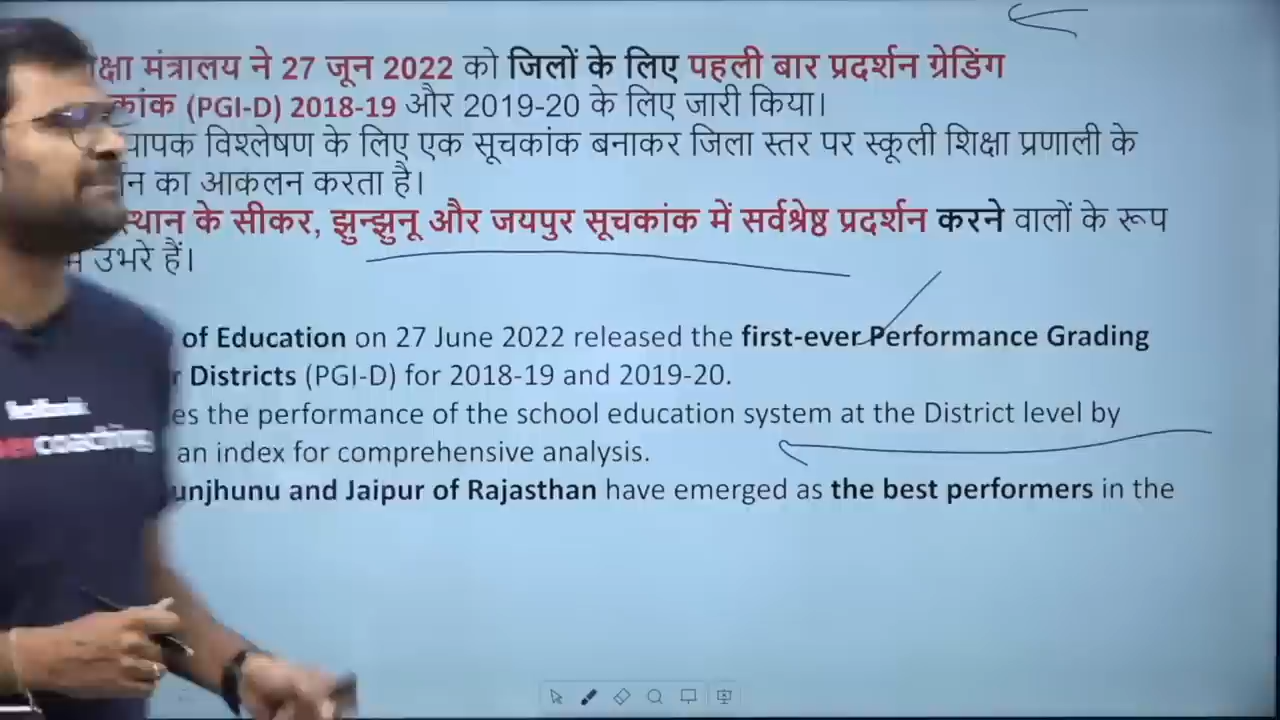 मंत्रालय ने 27 जून 2022 को जिलों के लिए पहली बार प्रदर्शन ग्रेडिंग
(PGI-D) 2018-19 और 2019-20 के लिए जारी किया।
विश्लेषण के लिए एक सूचकांक बनाकर जिला स्तर पर स्कूली शिक्षा प्रणाली के
का आकलन करता है।
के सीकर, झुन्झुनू और जयपुर सूचकांक में सर्वश्रेष्ठ प्रदर्शन करने वालों के रूप
में उभरे हैं।
of Education on 27 June 2022 released the first-ever Performance Grading
Districts (PGI-D) for 2018-19 and 2019-20.
the performance of the school education system at the District level by
an index for comprehensive analysis.
and Jaipur of Rajasthan have emerged as the best performers in the
coaching